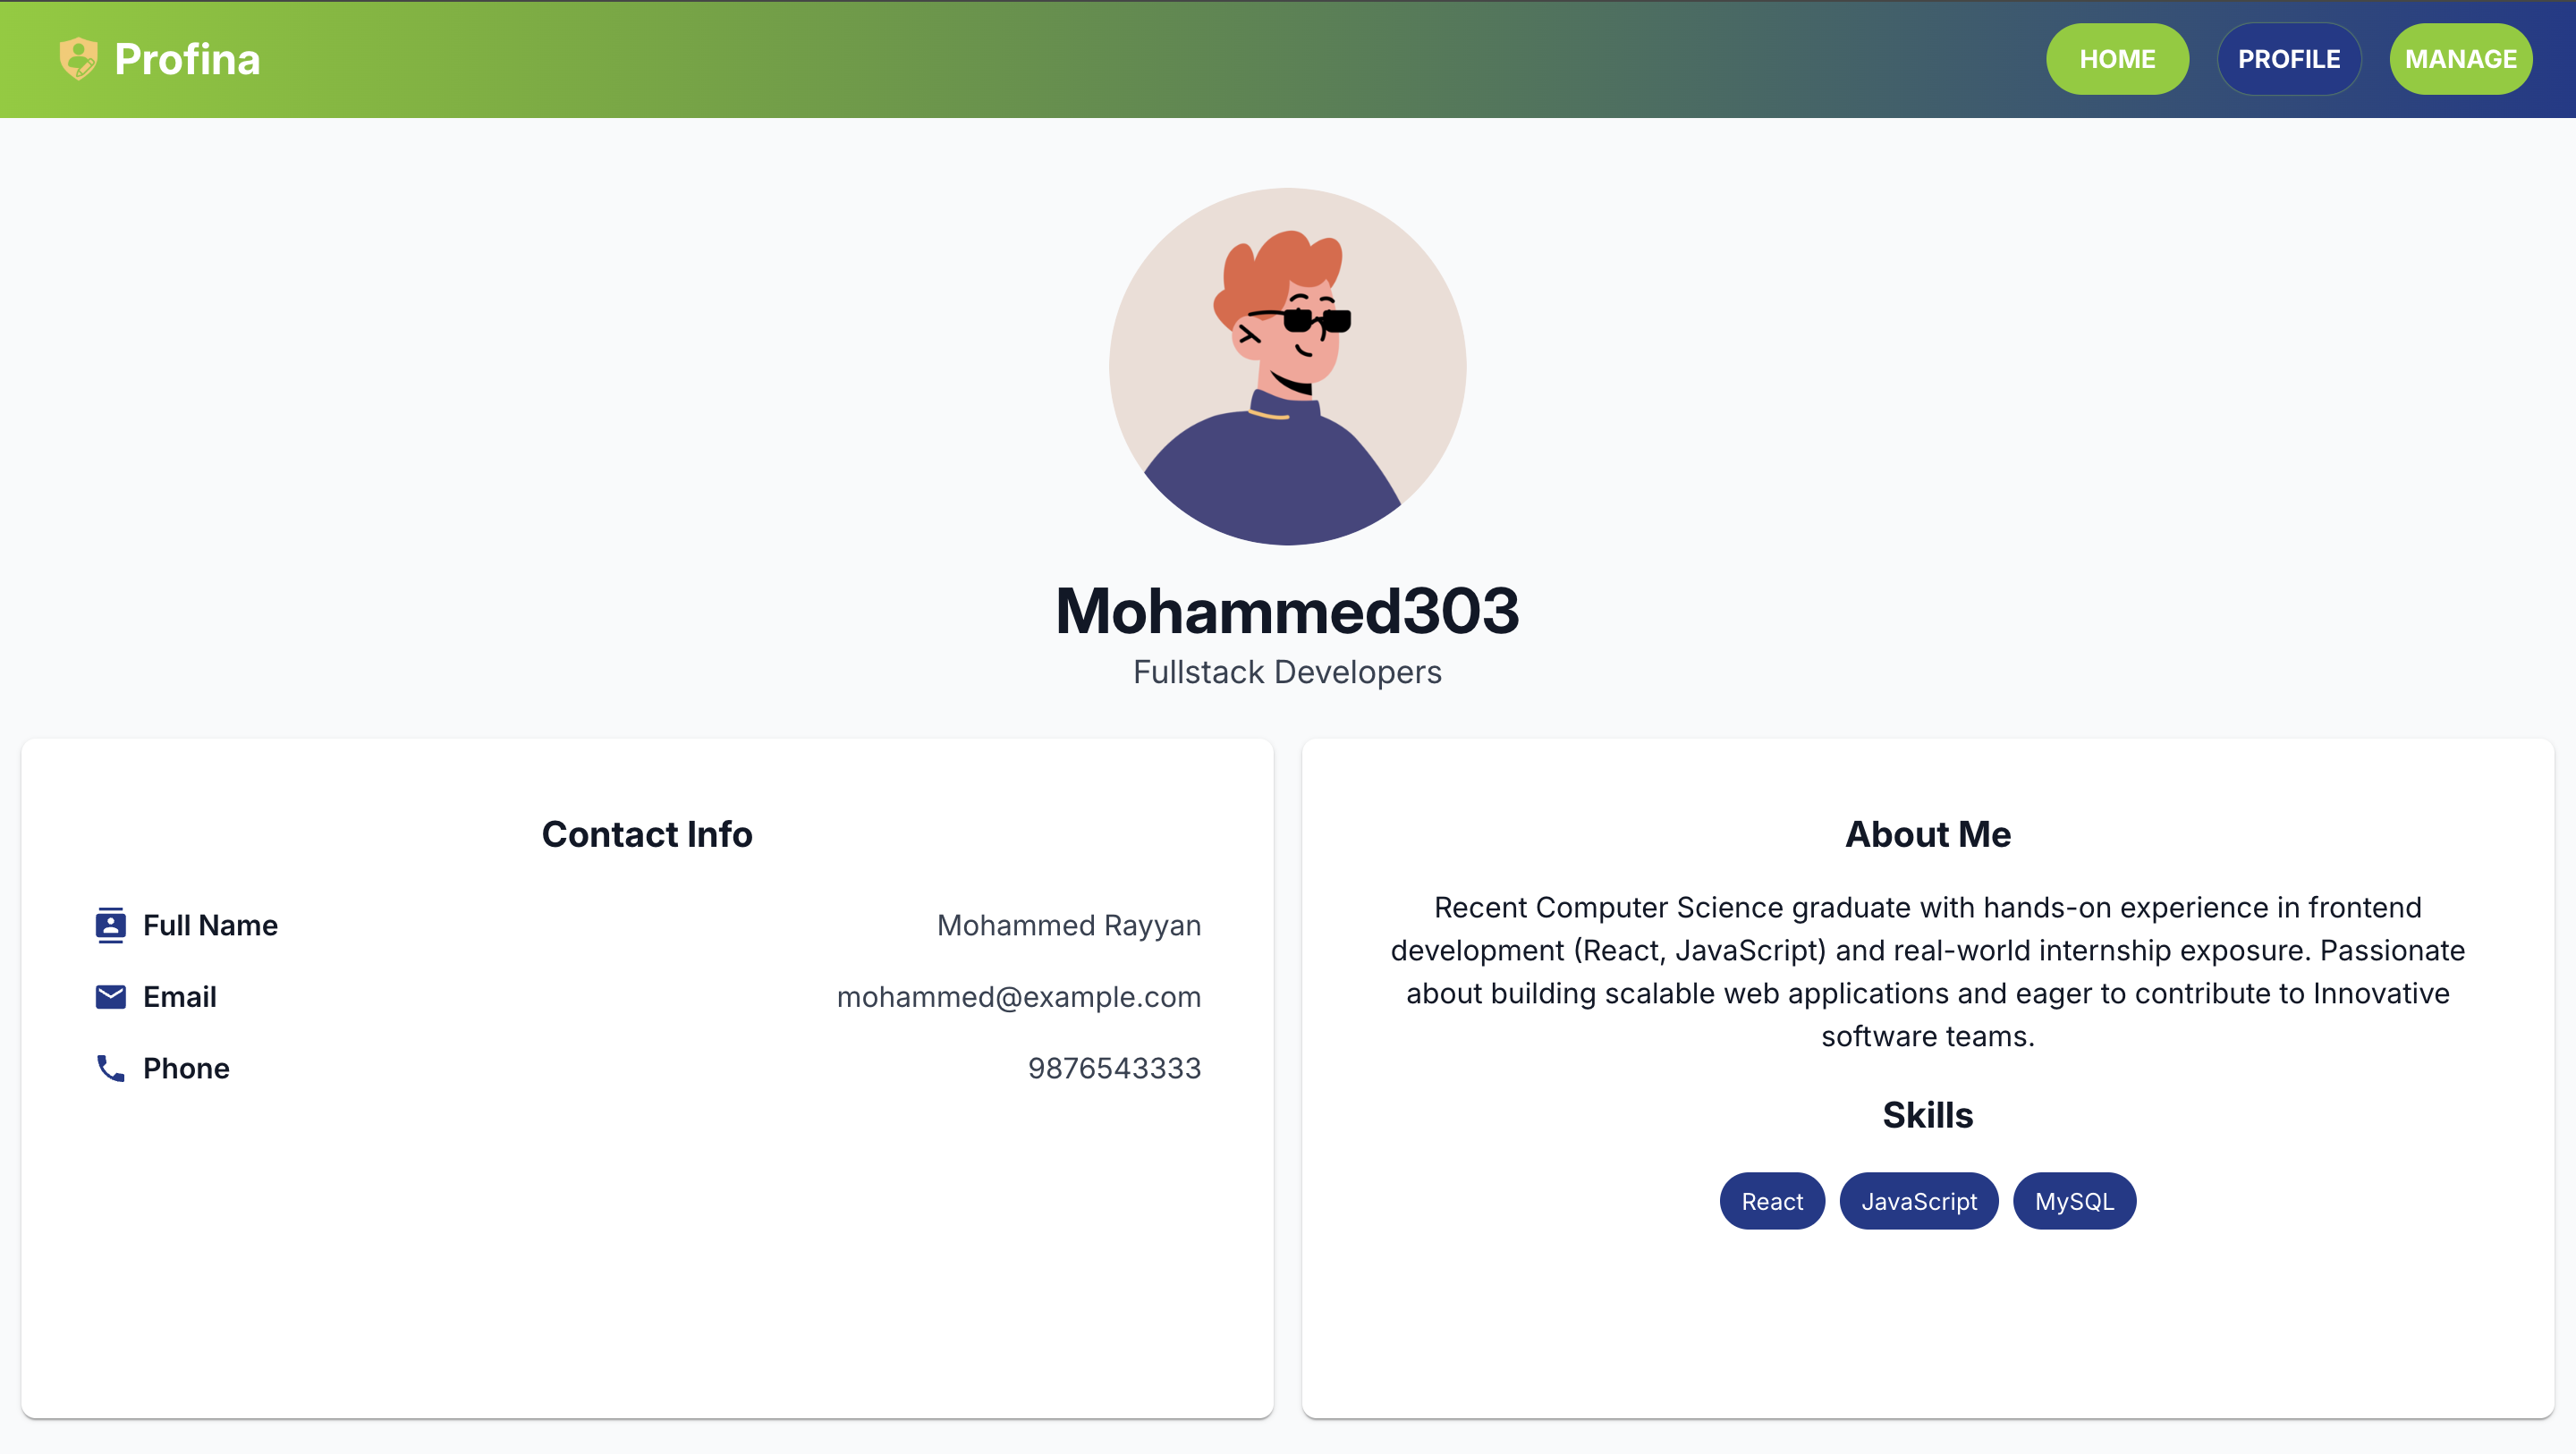 Profina
HOME
PROFILE
MANAGE
Mohammed303
Fullstack Developers
Contact Info
Full Name
Mohammed Rayyan
Email
mohammed@example.com
Phone
9876543333
About Me
Recent Computer Science graduate with hands-on experience in frontend
development (React, JavaScript) and real-world internship exposure. Passionate
about building scalable web applications and eager to contribute to Innovative
software teams.
Skills
React
JavaScript
MySQL